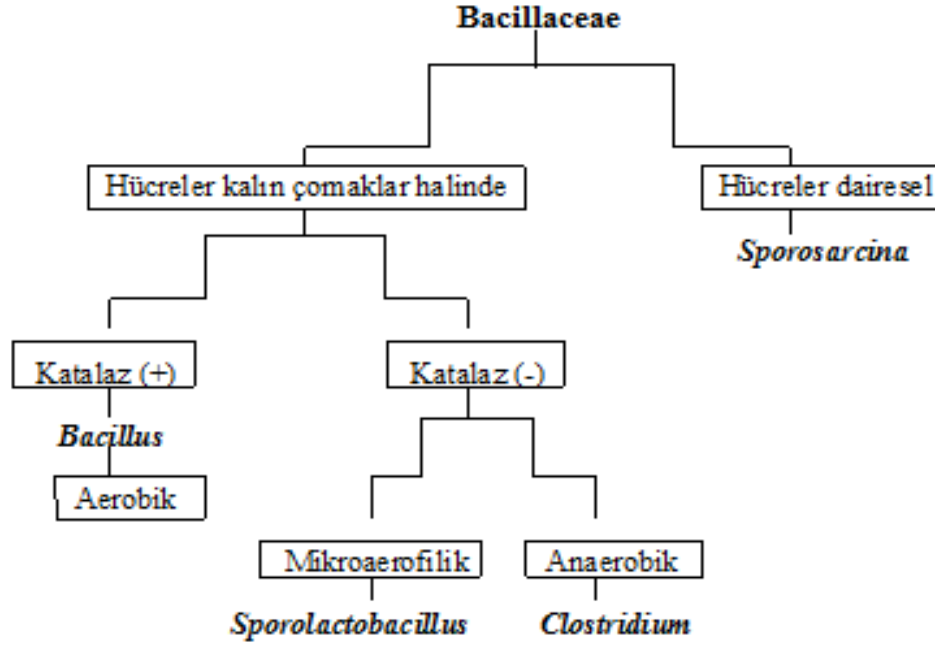 Bacillaceae
Hücreler kalın çomaklar halinde
Hücreler dairesel
Sporosarcina
Katalaz (+)
Katalaz (-)
Bacillus
Aerobik
Mikroaerofilik
Anaerobik
Sporolactobacillus
Clostridium